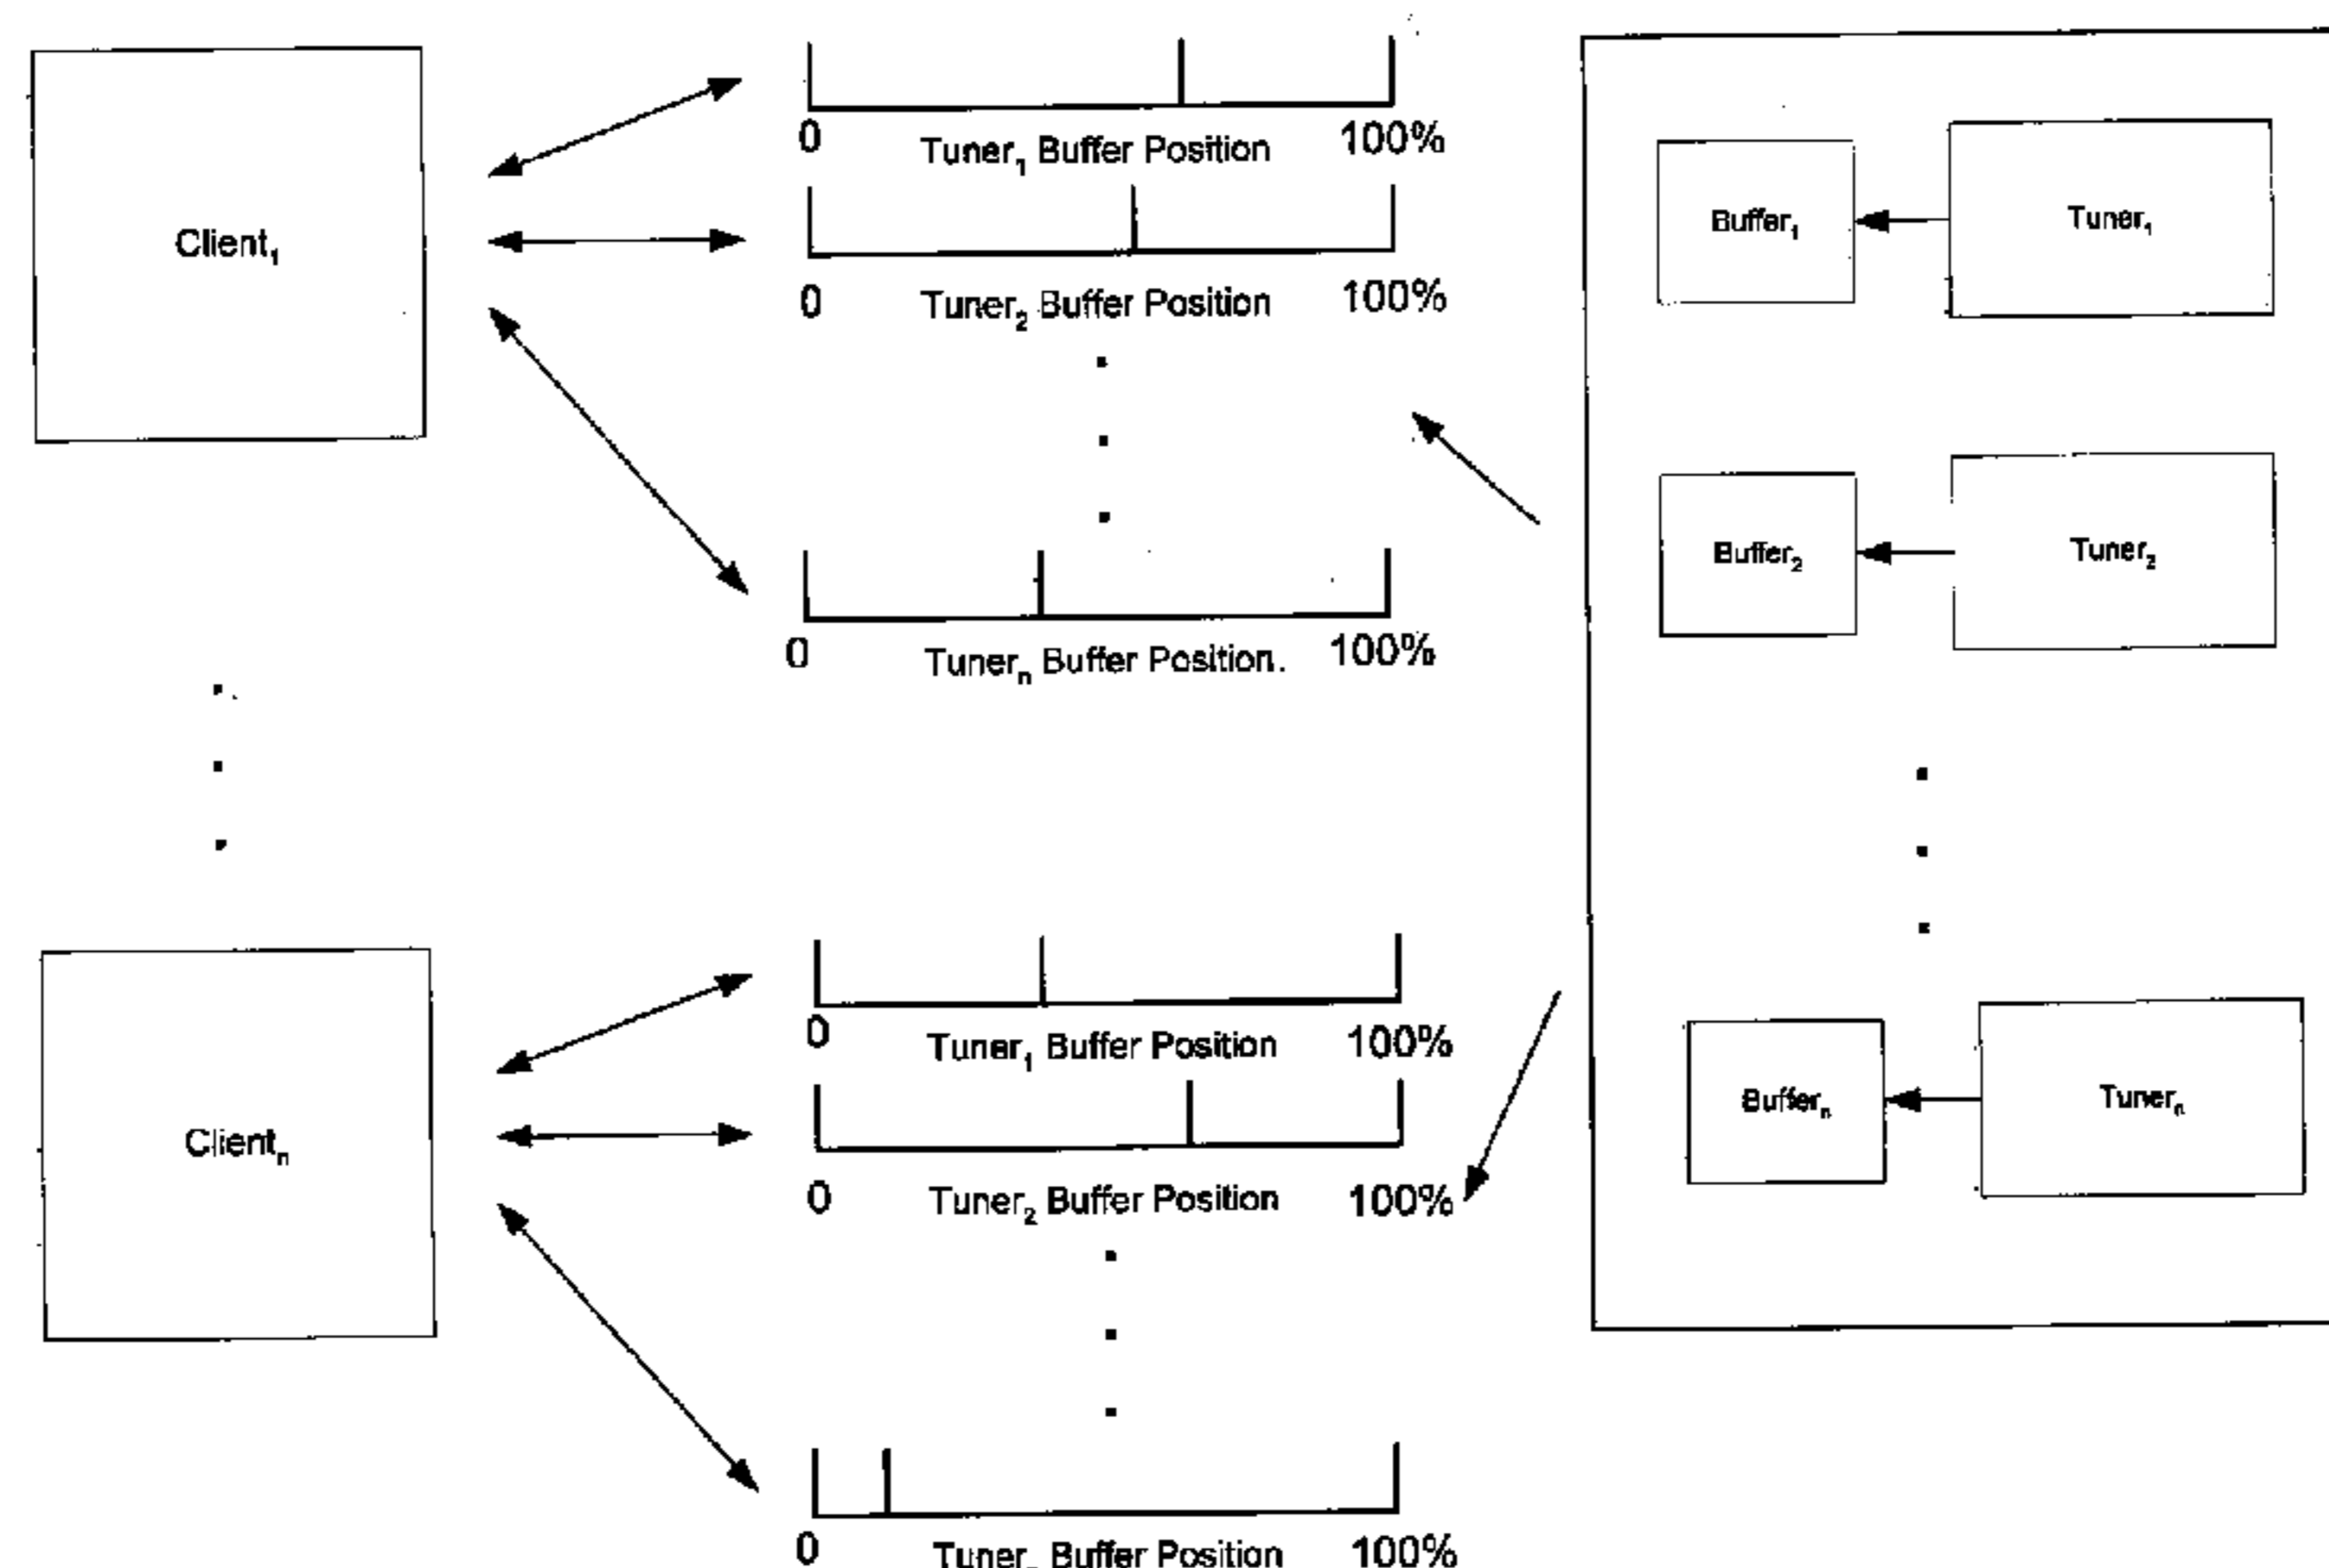 Client₁
0 Tuner₁ Buffer Position 100%
0 Tuner₂ Buffer Position 100%
0 Tunerₙ Buffer Position. 100%
Clientₙ
0 Tuner₁ Buffer Position 100%
0 Tuner₂ Buffer Position 100%
0 Tuner Buffer Position 100%
Buffer₁ Tuner₁
Buffer₂ Tuner₂
Bufferₙ Tunerₙ